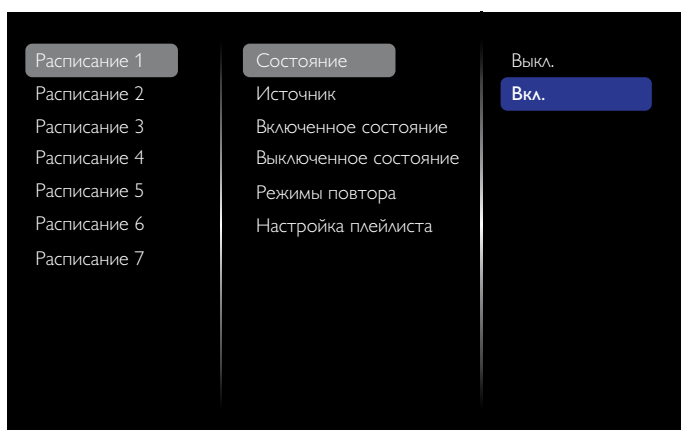 Расписание 1
Расписание 2
Расписание 3
Расписание 4
Расписание 5
Расписание 6
Расписание 7
Состояние
Источник
Включенное состояние
Выключенное состояние
Режимы повтора
Настройка плейлиста
Выкл.
Вкл.